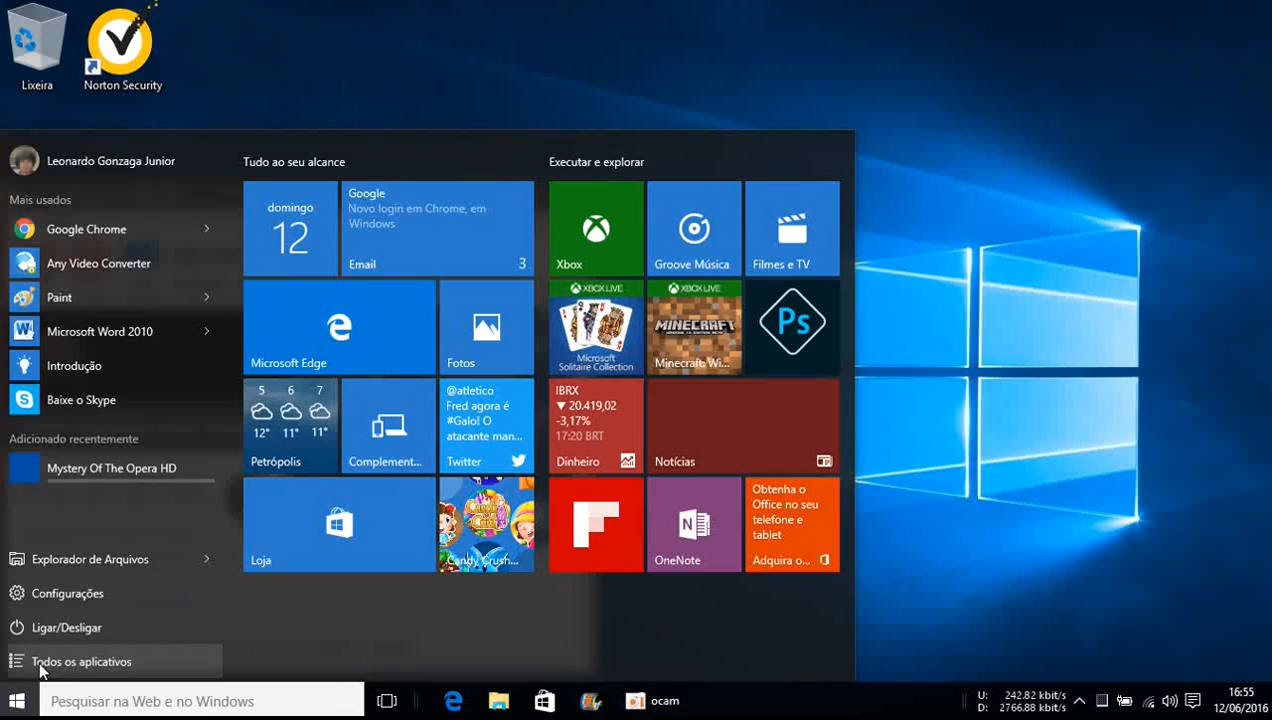 Lixeira
Norton Security
Leonardo Gonzaga Junior
Mais usados
Google Chrome
Any Video Converter
Paint
Microsoft Word 2010
Introdução
Baixe o Skype
Adicionado recentemente
Mystery Of The Opera HD
Explorador de Arquivos
Configurações
Ligar/Desligar
Todos os aplicativos
Tudo ao seu alcance
domingo
12
Google
Novo login em Chrome, em
Windows
Email 3
Microsoft Edge
Fotos
5 6 7
12° 11° 11°
Petrópolis
Complement...
@atletico
Fred agora é
#Galo! O
atacante man...
Twitter
Loja
Candy Crush...
Executar e explorar
Xbox
Groove Música
Filmes e TV
XBOX LIVE
Microsoft
Solitaire Collection
XBOX LIVE
MINECRAFT
Minecraft: Wi...
Ps
IBRX
▼ 20.419,02
-3,17%
17:20 BRT
Dinheiro
Notícias
OneNote
Obtenha o
Office no seu
telefone e
tablet
Adquira o...
Pesquisar na Web e no Windows
ocam
U: 242.82 kbit/s
D: 2766.88 kbit/s
16:55
12/06/2016